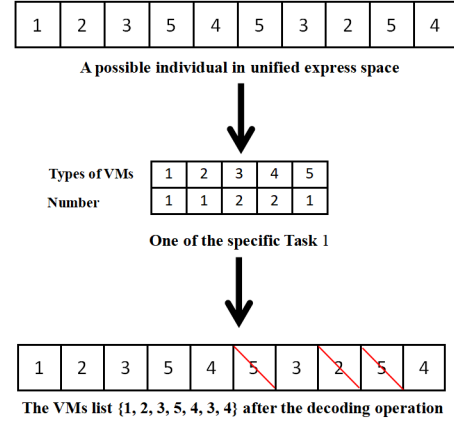 1 2 3 5 4 5 3 2 5 4
A possible individual in unified express space
Types of VMs 1 2 3 4 5
Number 1 1 2 2 1
One of the specific Task 1
1 2 3 5 4 5 3 2 5 4
The VMs list {1, 2, 3, 5, 4, 3, 4} after the decoding operation